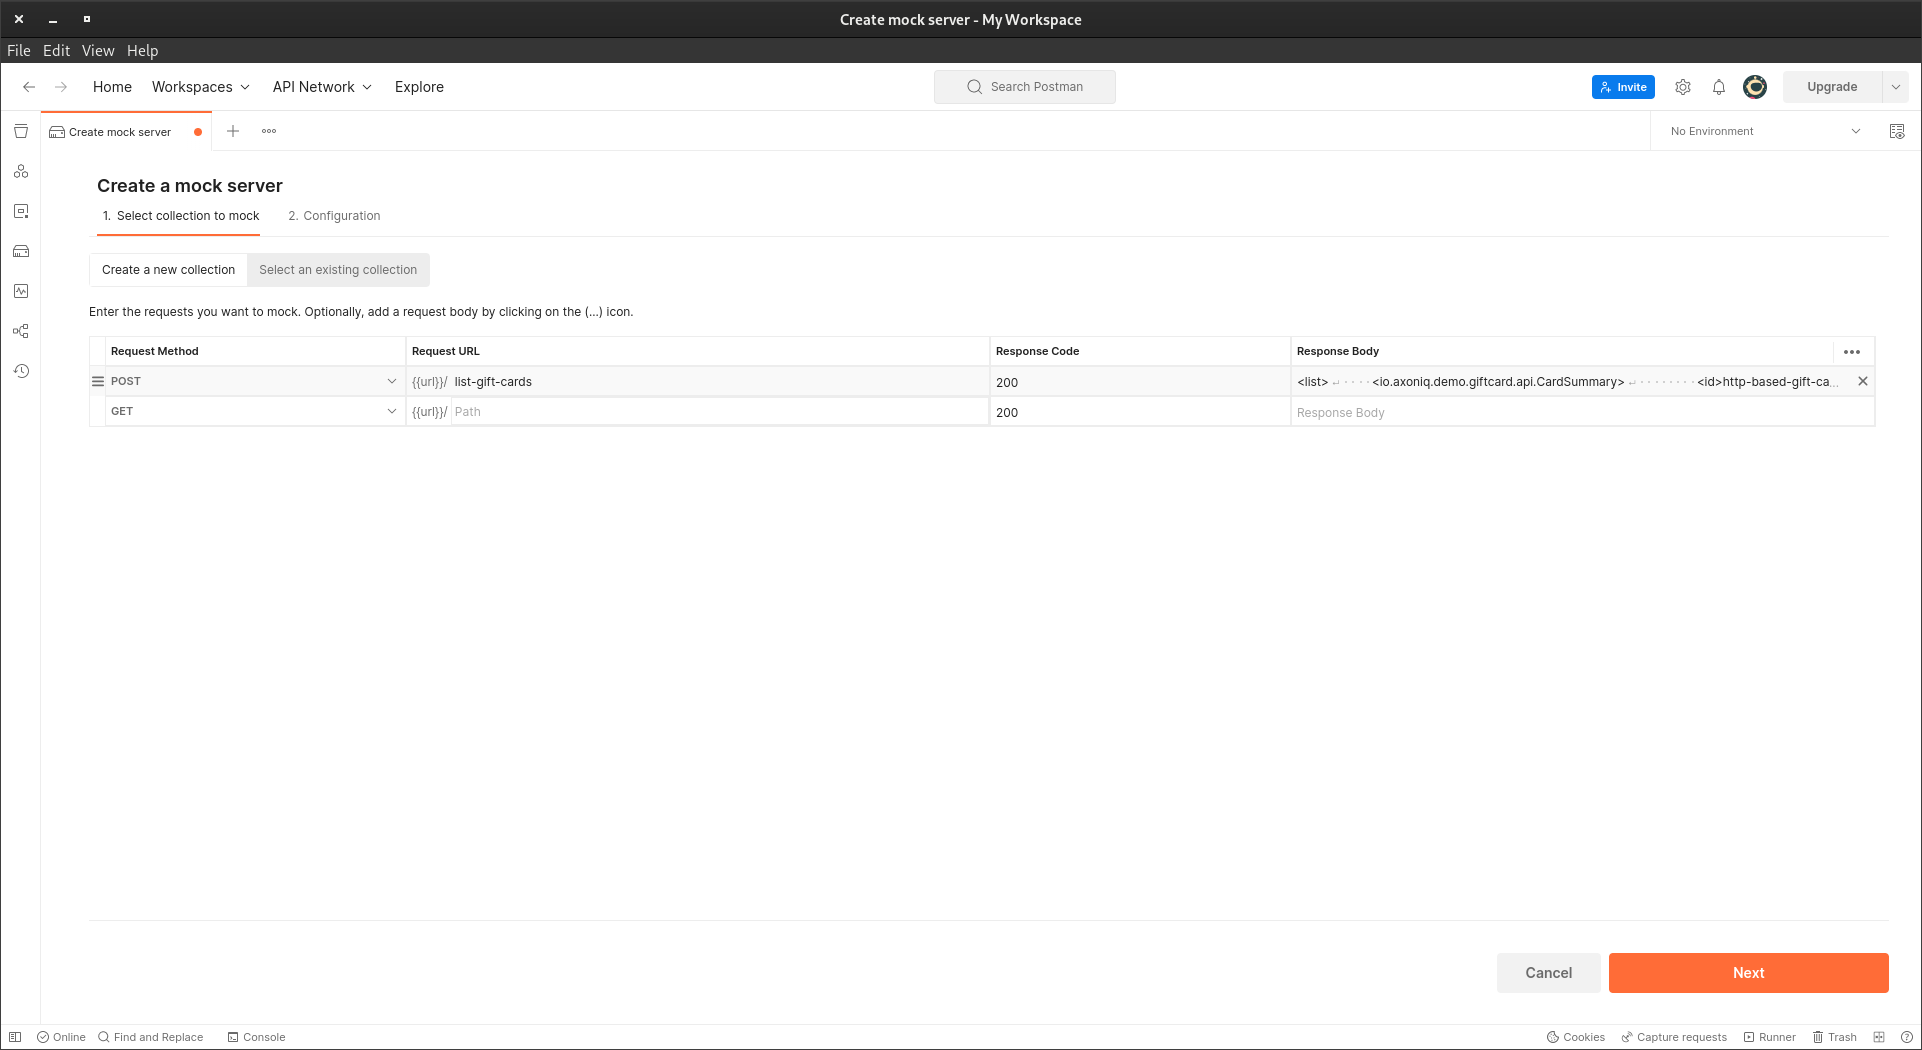 Create mock server - My Workspace
File Edit View Help
Home Workspaces API Network Explore Search Postman Invite Upgrade
Create mock server No Environment
Create a mock server
1. Select collection to mock 2. Configuration
Create a new collection Select an existing collection
Enter the requests you want to mock. Optionally, add a request body by clicking on the (...) icon.
Request Method Request URL Response Code Response Body
POST {{url}}/ list-gift-cards 200 <list> ↵ ···· <io.axoniq.demo.giftcard.api.CardSummary> ↵ ········ <id>http-based-gift-ca...
GET {{url}}/ Path 200 Response Body
Cancel Next
Online Find and Replace Console Cookies Capture requests Runner Trash